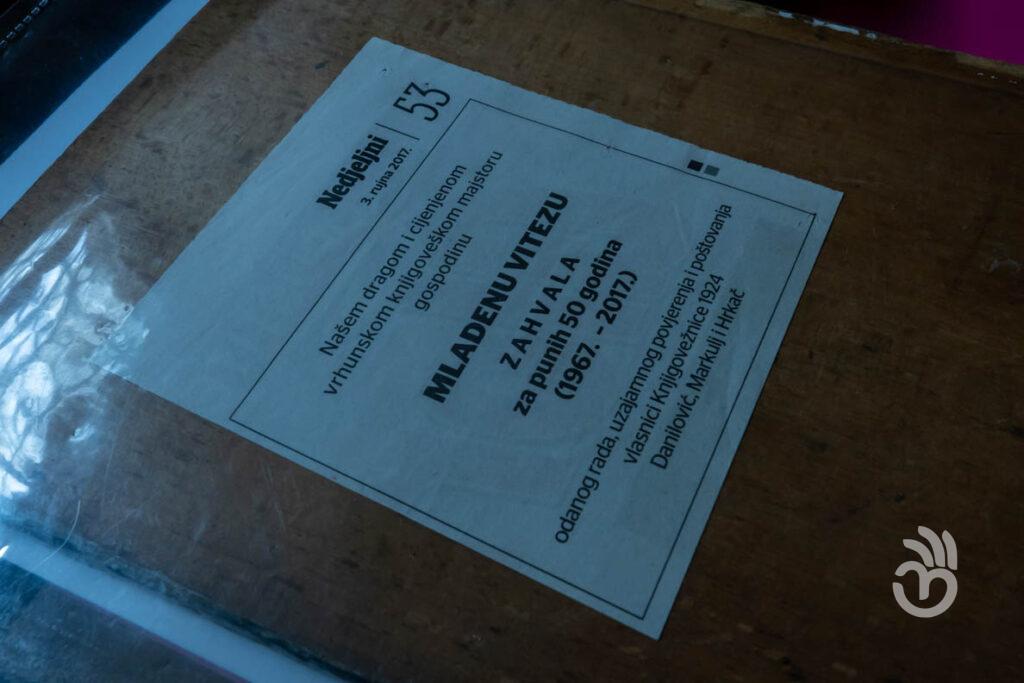 Nedjeljni
3. rujna 2017.
53
Našem dragom i cijenjenom
vrhunskom knjigoveškom majstoru
gospodinu
MLADENU VITEZU
ZAHVALA
za punih 50 godina
(1967. - 2017.)
odanog rada, uzajamnog povjerenja i poštovanja
vlasnici Knjigovežnice 1924
Danilović, Markulj i Hrkač